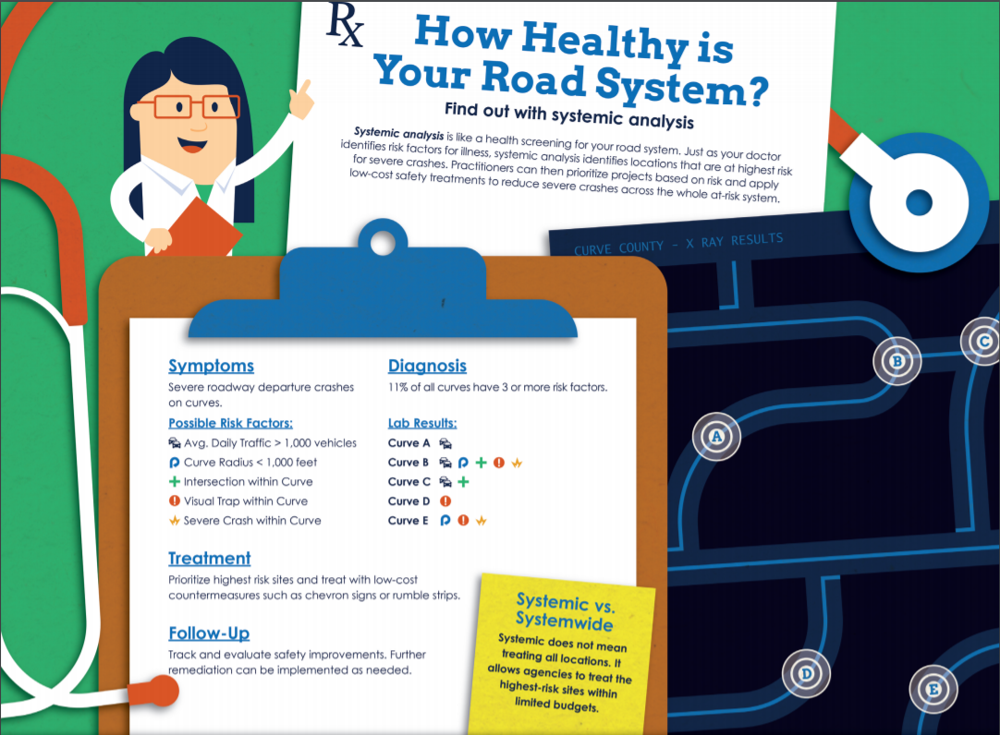 Rx
How Healthy is
Your Road System?
Find out with systemic analysis
Systemic analysis is like a health screening for your road system. Just as your doctor
identifies risk factors for illness, systemic analysis identifies locations that are at highest risk
for severe crashes. Practitioners can then prioritize projects based on risk and apply
low-cost safety treatments to reduce severe crashes across the whole at-risk system.
CURVE COUNTY - X RAY RESULTS
Symptoms
Severe roadway departure crashes
on curves.
Possible Risk Factors:
Avg. Daily Traffic > 1,000 vehicles
Curve Radius < 1,000 feet
Intersection within Curve
Visual Trap within Curve
Severe Crash within Curve
Diagnosis
11% of all curves have 3 or more risk factors.
Lab Results:
Curve A
Curve B
Curve C
Curve D
Curve E
Treatment
Prioritize highest risk sites and treat with low-cost
countermeasures such as chevron signs or rumble strips.
Follow-Up
Track and evaluate safety improvements. Further
remediation can be implemented as needed.
Systemic vs.
Systemwide
Systemic does not mean
treating all locations. It
allows agencies to treat the
highest-risk sites within
limited budgets.
A
B
C
D
E